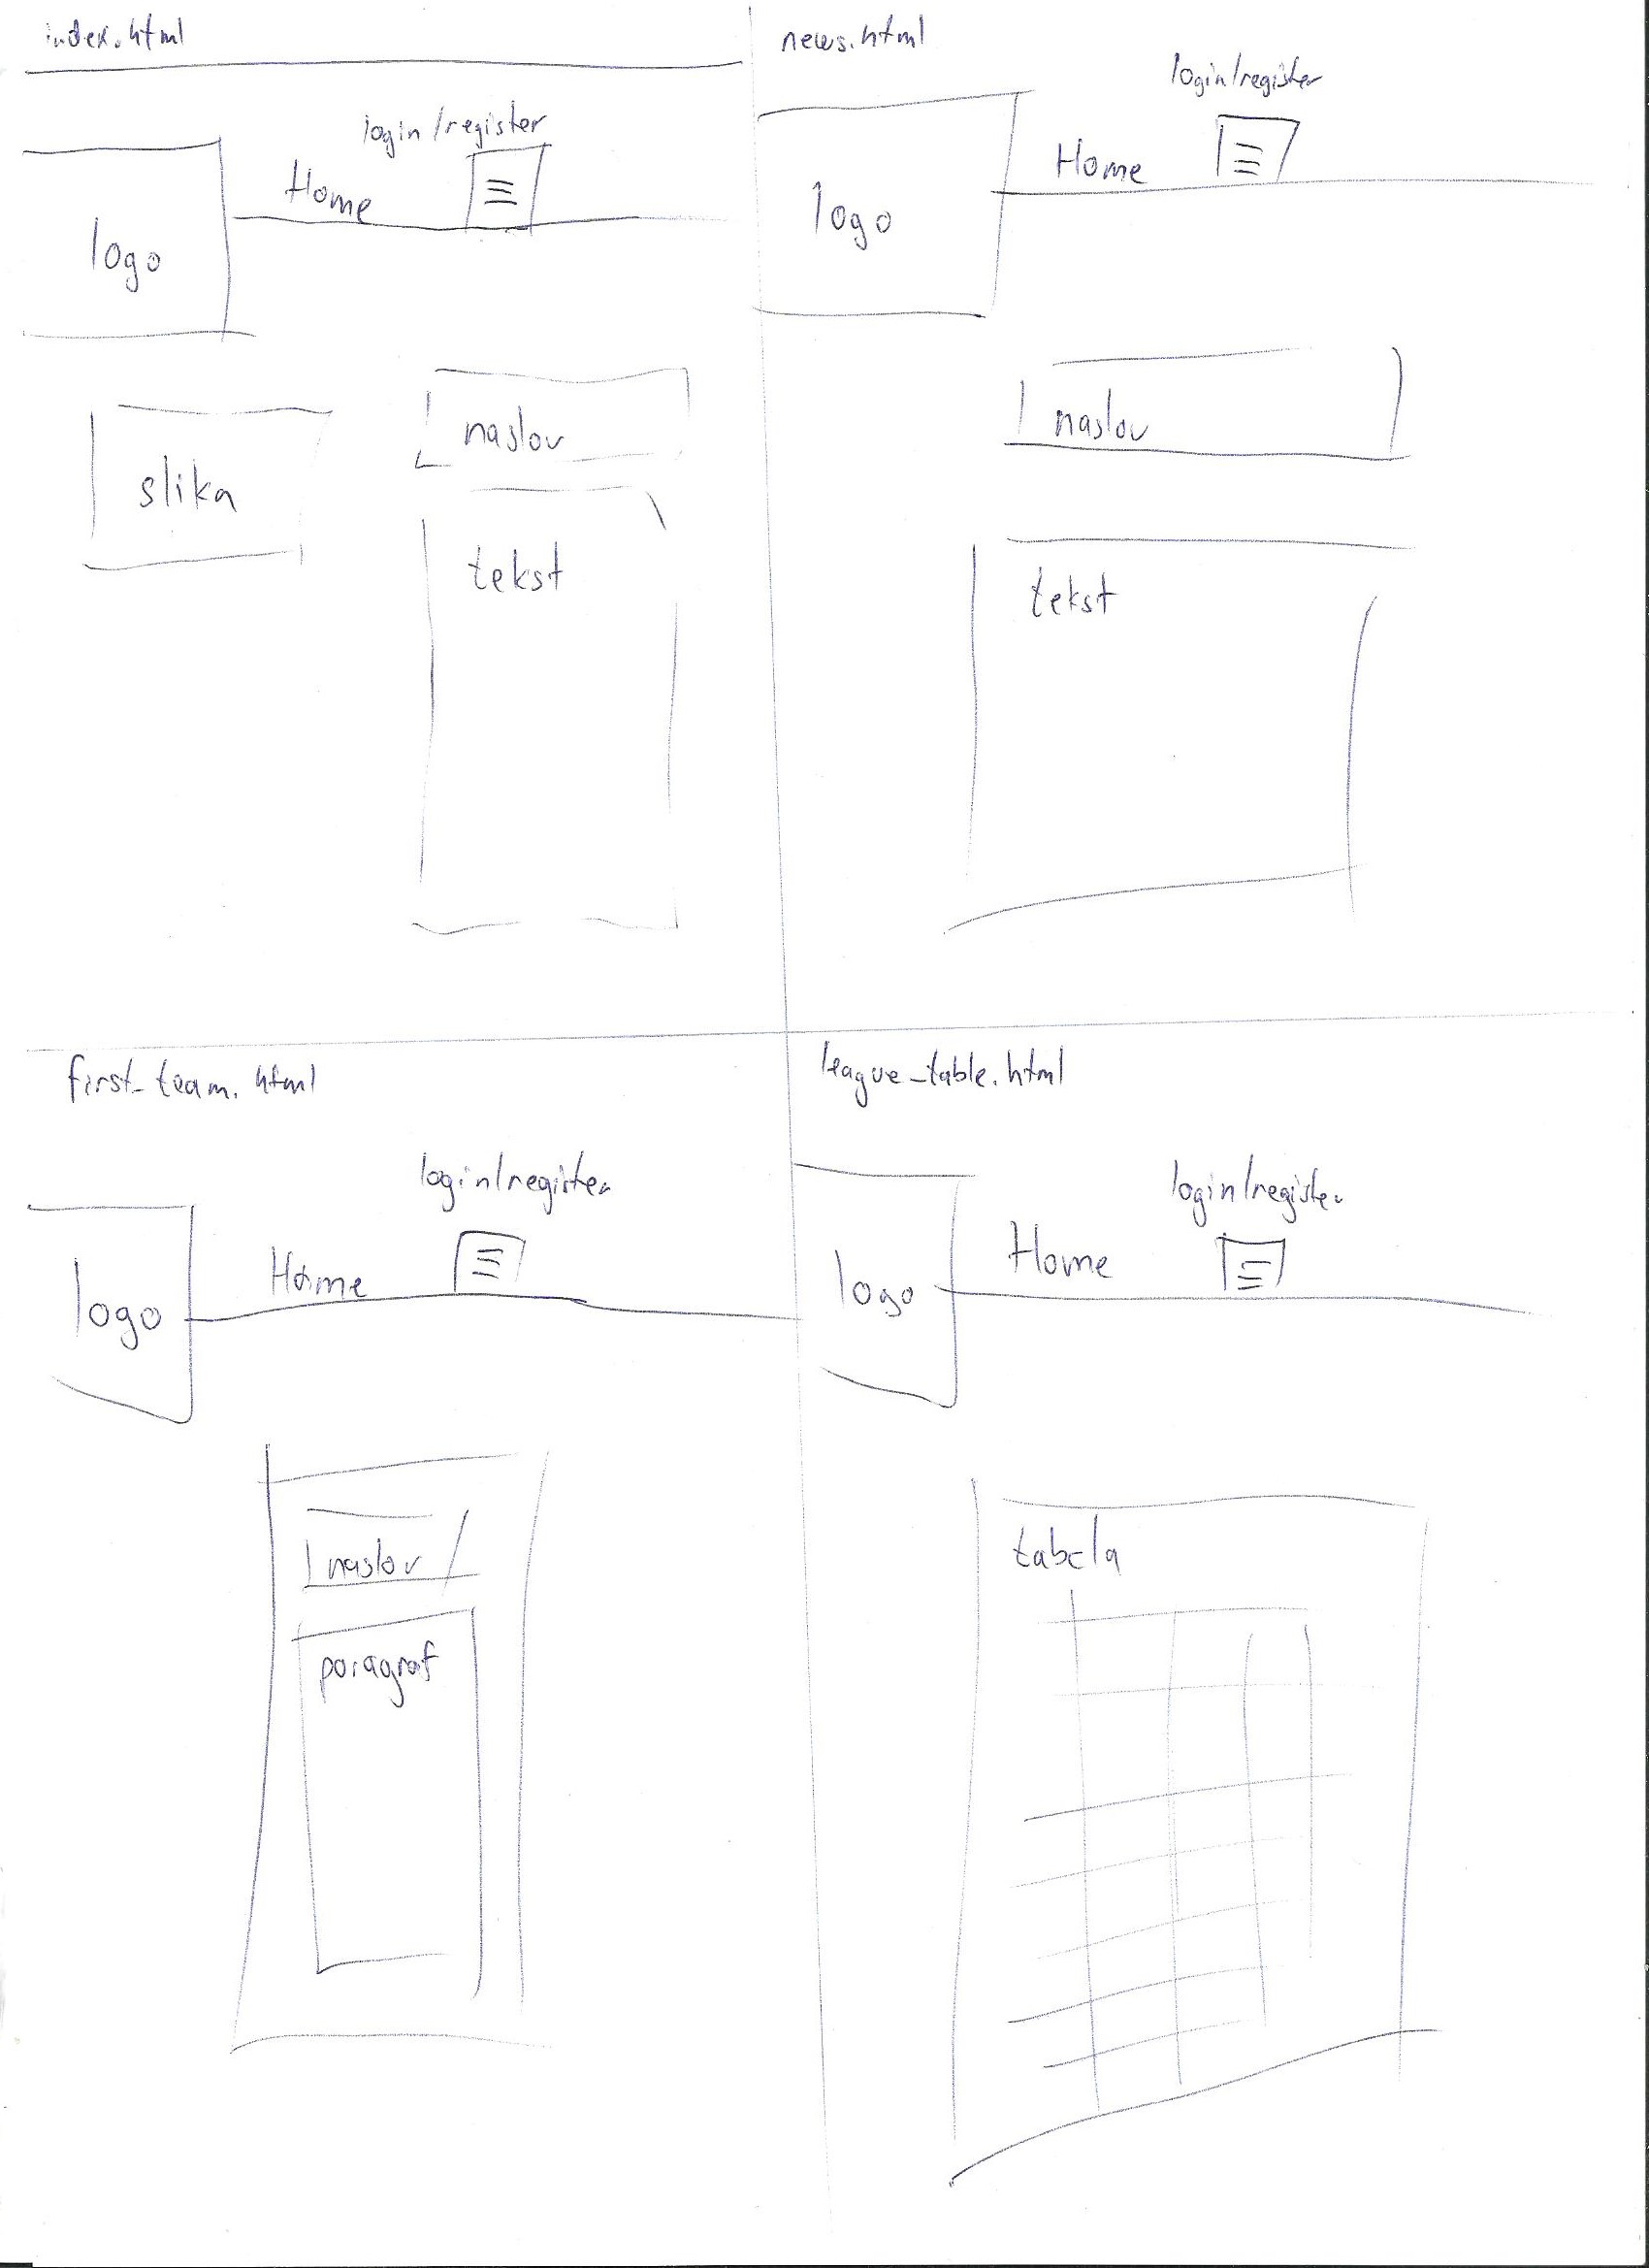 index.html
login/register
Home
logo
slika
naslov
tekst
news.html
login/register
Home
logo
naslov
tekst
first_team.html
login/register
Home
logo
naslov
paragraf
league_table.html
login/register
Home
logo
tabela